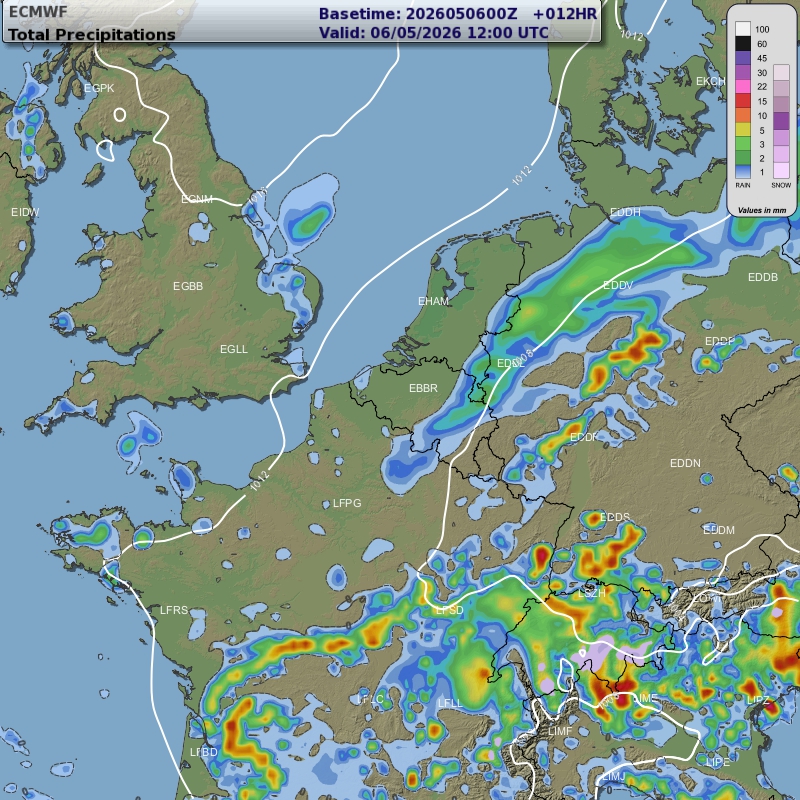 ECMWF
Basetime: 2026050600Z +012HR
Total Precipitations
Valid: 06/05/2026 12:00 UTC
1012
100
60
45
30
22
15
10
5
3
2
1
RAIN
SNOW
Values in mm
EGPK
EKCH
EIDW
EGNM
1012
EDDH
EGBB
EHAM
EDDV
EDDB
EGLL
EDDP
EBBR
EDDL
1008
EDDF
EDDN
1012
LFPG
EDDS
EDDM
LSZH
LFRS
LFSD
LFLC
LFLL
LIME
LIPZ
LFBD
LIMF
LIPE
LIMJ